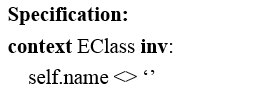 Specification:
context EClass inv:
self.name <> ‘’